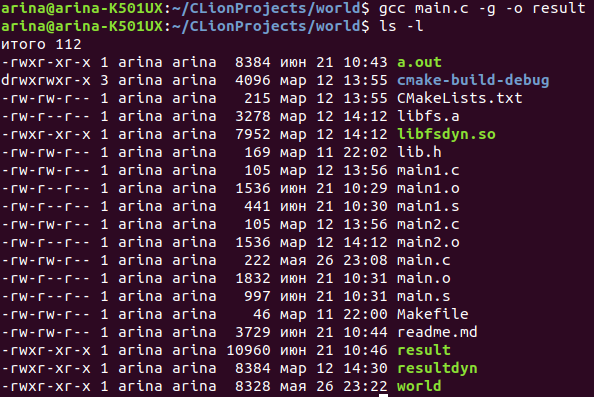 arina@arina-K501UX:~/CLionProjects/world$ gcc main.c -g -o result
arina@arina-K501UX:~/CLionProjects/world$ ls -l
итого 112
-rwxr-xr-x 1 arina arina  8384 июн 21 10:43 a.out
drwxrwxr-x 3 arina arina  4096 мар 12 13:55 cmake-build-debug
-rw-rw-r-- 1 arina arina   215 мар 12 13:55 CMakeLists.txt
-rw-r--r-- 1 arina arina  3278 мар 12 14:12 libfs.a
-rwxr-xr-x 1 arina arina  7952 мар 12 14:12 libfsdyn.so
-rw-rw-r-- 1 arina arina   169 мар 11 22:02 lib.h
-rw-rw-r-- 1 arina arina   105 мар 12 13:56 main1.c
-rw-r--r-- 1 arina arina  1536 июн 21 10:29 main1.o
-rw-r--r-- 1 arina arina   441 июн 21 10:30 main1.s
-rw-rw-r-- 1 arina arina   105 мар 12 13:56 main2.c
-rw-r--r-- 1 arina arina  1536 мар 12 14:12 main2.o
-rw-rw-r-- 1 arina arina   222 мая 26 23:08 main.c
-rw-r--r-- 1 arina arina  1832 июн 21 10:31 main.o
-rw-r--r-- 1 arina arina   997 июн 21 10:31 main.s
-rw-rw-r-- 1 arina arina    46 мар 11 22:00 Makefile
-rw-rw-r-- 1 arina arina  3729 июн 21 10:44 readme.md
-rwxr-xr-x 1 arina arina 10960 июн 21 10:46 result
-rwxr-xr-x 1 arina arina  8384 мар 12 14:30 resultdyn
-rwxr-xr-x 1 arina arina  8328 мая 26 23:22 world